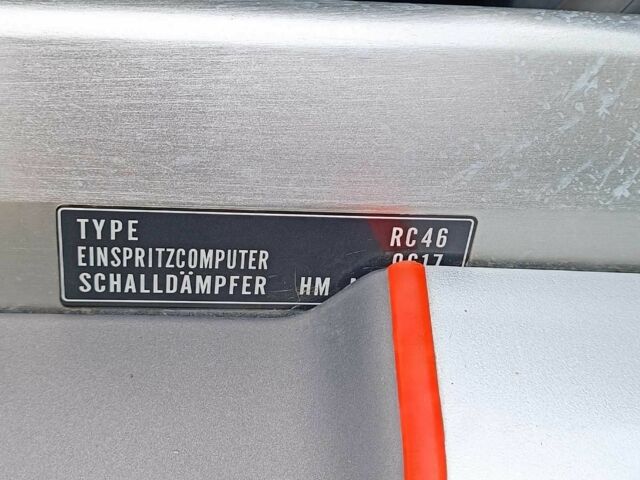 TYPE RC46
EINSPRITZCOMPUTER
SCHALLDÄMPFER HM